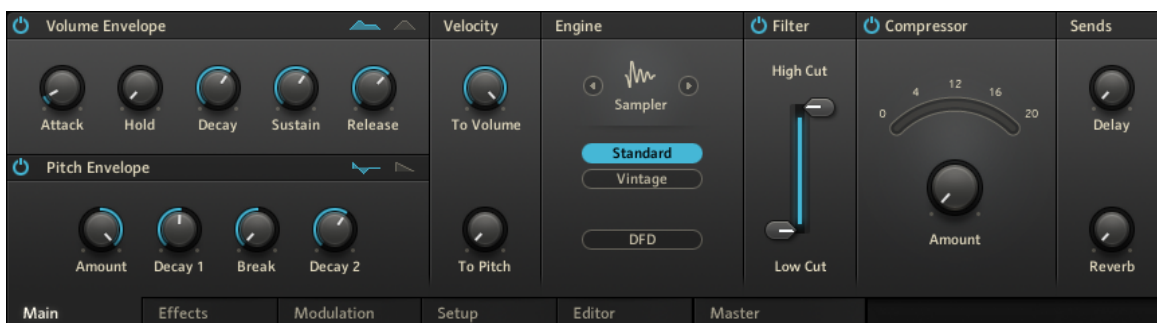 Volume Envelope
Velocity
Engine
Filter
Compressor
Sends
Attack
Hold
Decay
Sustain
Release
To Volume
Sampler
Standard
Vintage
DFD
High Cut
Low Cut
0
4
12
16
20
Amount
Delay
Reverb
Pitch Envelope
Amount
Decay 1
Break
Decay 2
To Pitch
Main
Effects
Modulation
Setup
Editor
Master